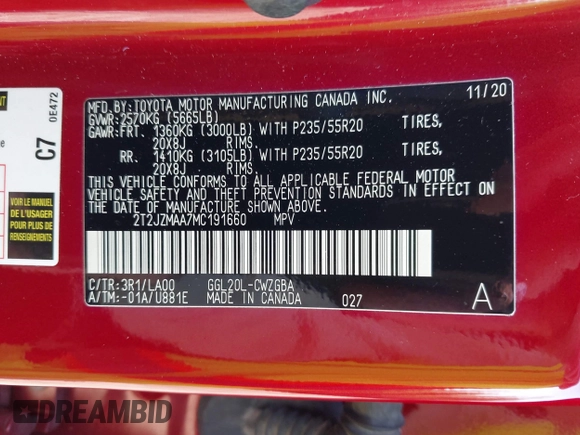 MFD.BY:TOYOTA MOTOR MANUFACTURING CANADA INC. 11/20
GVWR:2570KG (5665LB)
GAWR:FRT. 1360KG (3000LB) WITH P235/55R20 TIRES,
20X8J RIMS,
RR. 1410KG (3105LB) WITH P235/55R20 TIRES,
20X8J RIMS.
THIS VEHICLE CONFORMS TO ALL APPLICABLE FEDERAL MOTOR
VEHICLE SAFETY AND THEFT PREVENTION STANDARDS IN EFFECT
ON THE DATE OF MANUFACTURE SHOWN ABOVE.
2T2JZMAA7MC191660 MPV
C/TR:3R1/LA00 GGL20L-CWZGBA
A/TM:-01A/U881E MADE IN CANADA 027 A
0E472
C7
VOIR LE MANUEL
DE L'USAGER
POUR PLUS DE
RENSEIGNEMENTS
DREAMBID